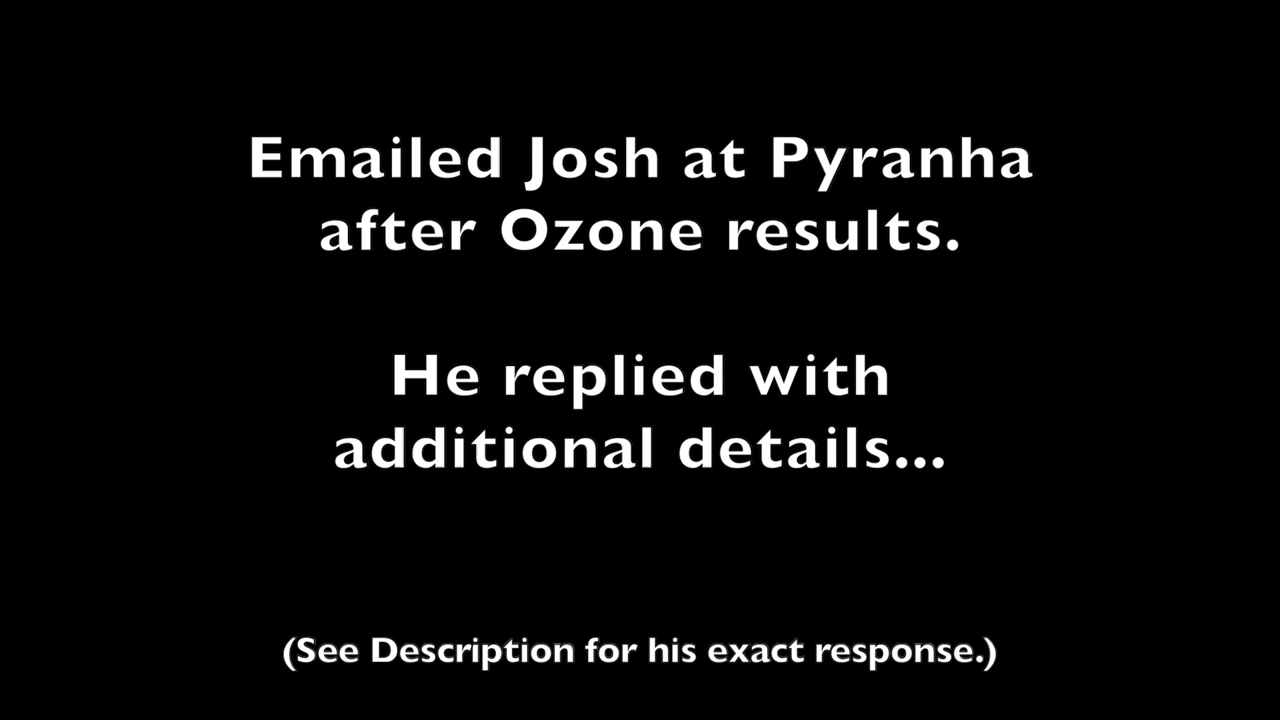 Emailed Josh at Pyranha
after Ozone results.
He replied with
additional details...
(See Description for his exact response.)